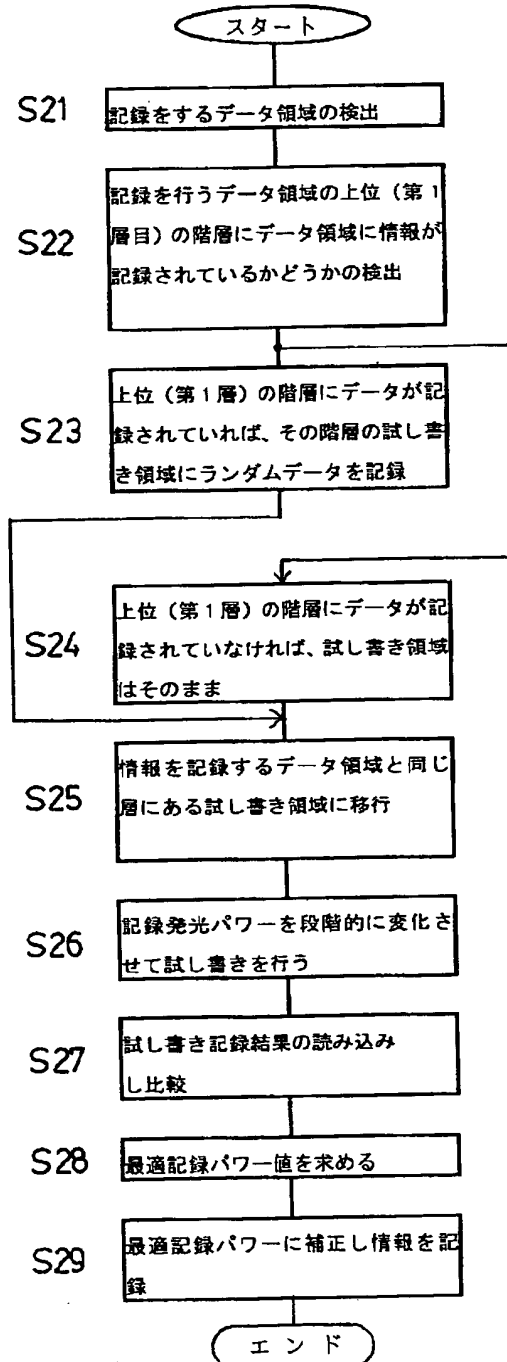 スタート
S21
記録をするデータ領域の検出
S22
記録を行うデータ領域の上位(第1
層目)の階層にデータ領域に情報が
記録されているかどうかの検出
S23
上位(第1層)の階層にデータが記
録されていれば、その階層の試し書
き領域にランダムデータを記録
S24
上位(第1層)の階層にデータが記
録されていなければ、試し書き領域
はそのまま
S25
情報を記録するデータ領域と同じ
層にある試し書き領域に移行
S26
記録発光パワーを段階的に変化さ
せて試し書きを行う
S27
試し書き記録結果の読み込み
し比較
S28
最適記録パワー値を求める
S29
最適記録パワーに補正し情報を記
録
エンド